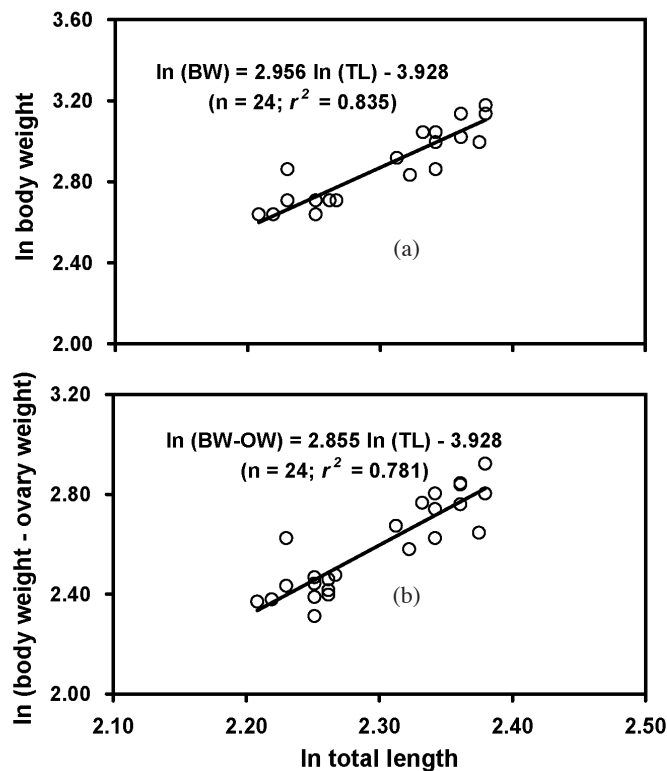 3.60
ln (BW) = 2.956 ln (TL) - 3.928
(n = 24; r² = 0.835)
3.20
2.80
2.40
2.00
ln body weight
(a)
3.20
ln (BW-OW) = 2.855 ln (TL) - 3.928
(n = 24; r² = 0.781)
2.80
2.40
2.00
ln (body weight - ovary weight)
(b)
2.10 2.20 2.30 2.40 2.50
ln total length